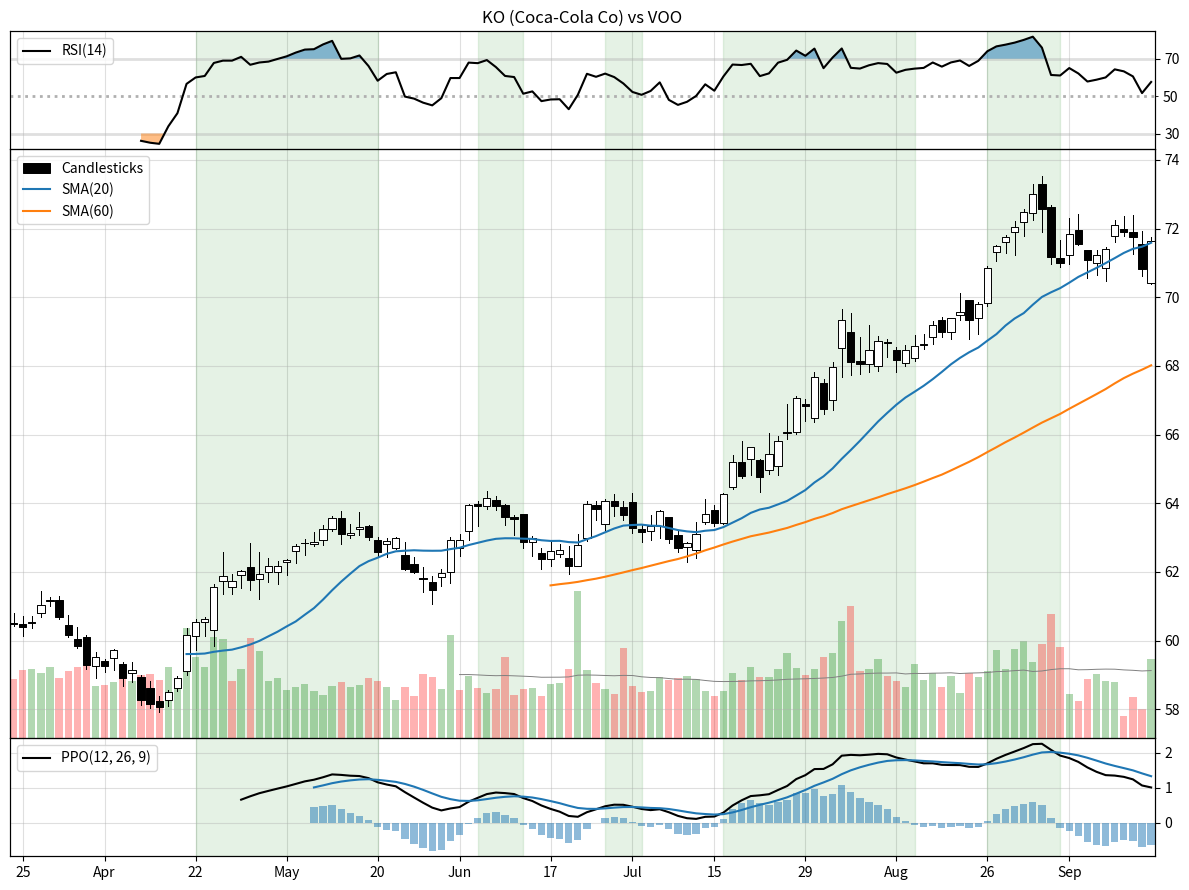 KO (Coca-Cola Co) vs VOO
RSI(14)
70
50
30
Candlesticks
SMA(20)
SMA(60)
74
72
70
68
66
64
62
60
58
PPO(12, 26, 9)
2
1
0
25 Apr 22 May 20 Jun 17 Jul 15 29 Aug 26 Sep